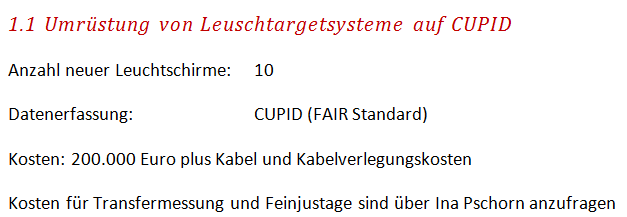 1.1 Umrüstung von Leuschtargetsysteme auf CUPID
Anzahl neuer Leuchtschirme: 10
Datenerfassung: CUPID (FAIR Standard)
Kosten: 200.000 Euro plus Kabel und Kabelverlegungskosten
Kosten für Transfermessung und Feinjustage sind über Ina Pschorn anzufragen